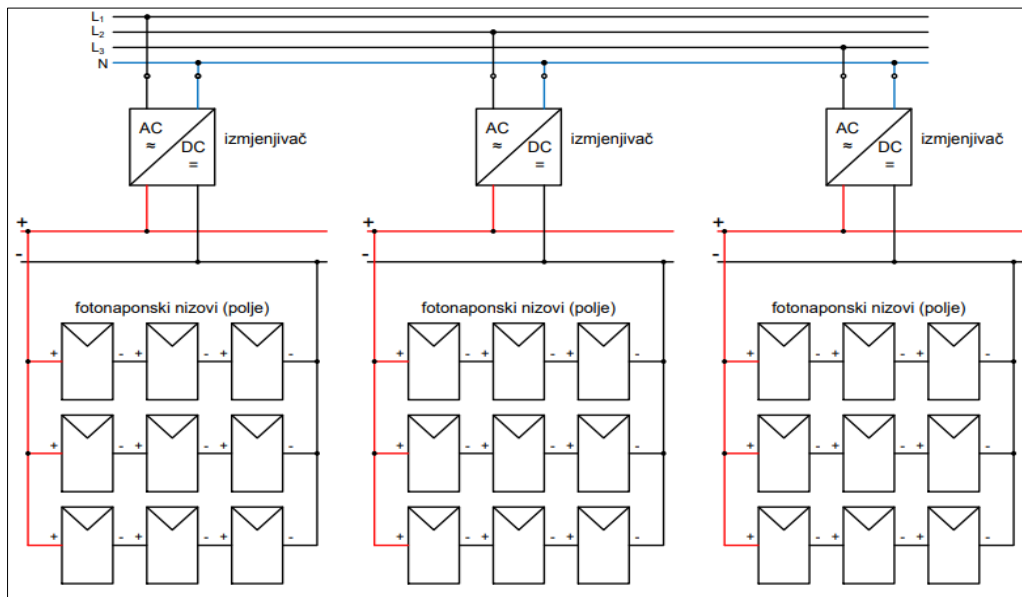 L1
L2
L3
N
AC ≈ DC = izmjenjivač
AC ≈ DC = izmjenjivač
AC ≈ DC = izmjenjivač
+ + +
- - -
fotonaponski nizovi (polje) fotonaponski nizovi (polje) fotonaponski nizovi (polje)
+ - + - + - + - + - + - + - + - + -
+ - + - + - + - + - + - + - + - + -
+ - + - + - + - + - + - + - + - + -